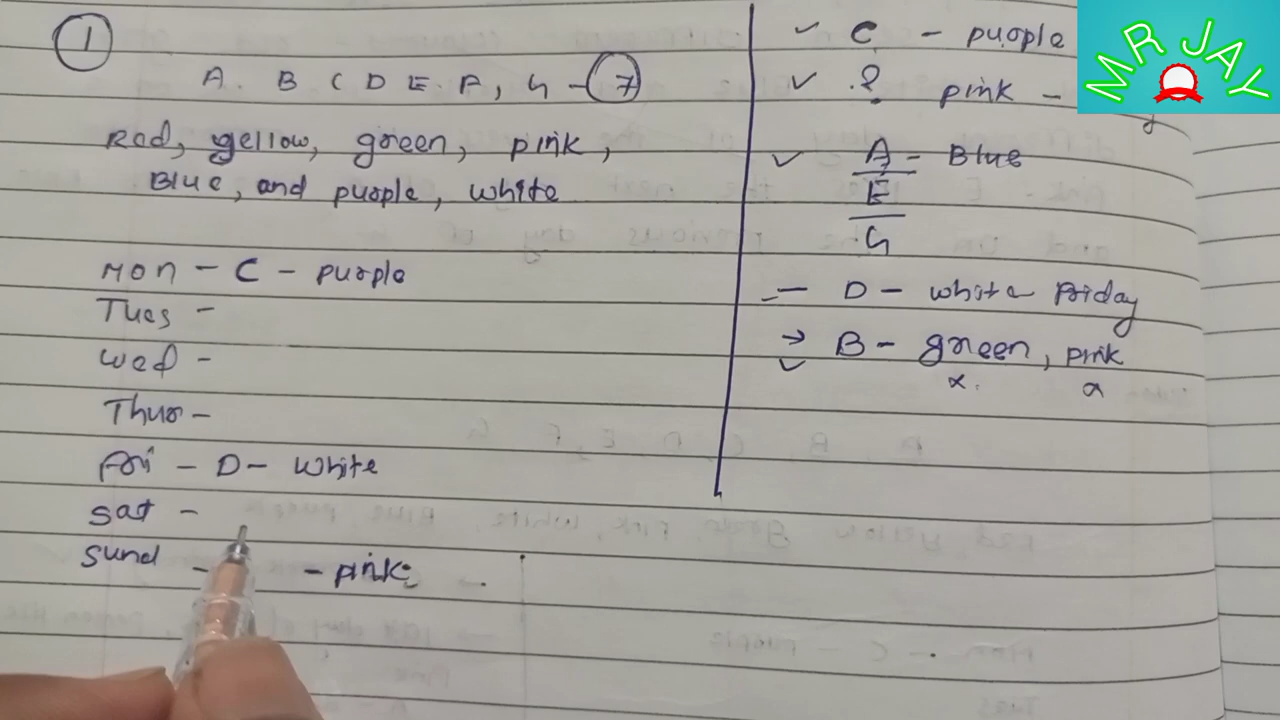 1
A. B C D E. F, G - 7
Red, yellow, green, pink,
Blue, and purple, white
Mon - C - purple
Tues -
Wed -
Thur -
Fri - D - white
Sat -
Sund - - pink
✓ C - purple
✓ ? pink -
✓ A - Blue
E
G
- D - white Friday
→ B - green, pink
✓ x x
MR JAY